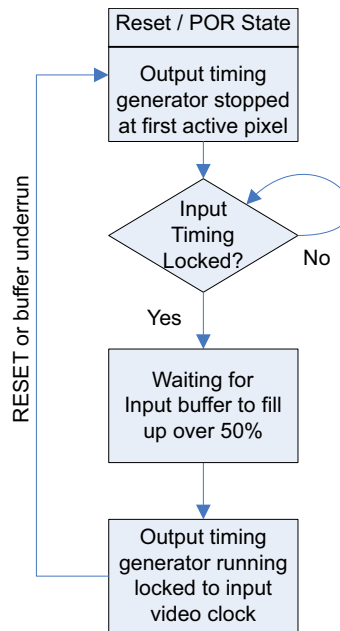 Reset / POR State
Output timing
generator stopped
at first active pixel
Input
Timing
Locked?
No
Yes
Waiting for
Input buffer to fill
up over 50%
Output timing
generator running
locked to input
video clock
RESET or buffer underrun